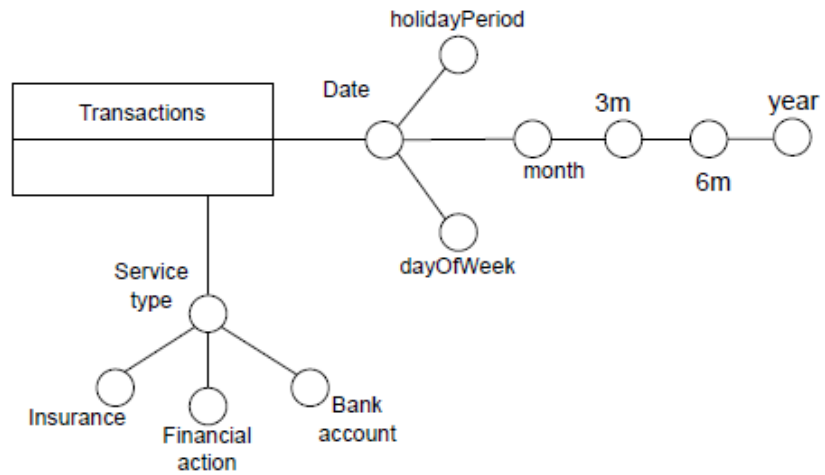 holidayPeriod
Transactions
Date
3m
year
month
6m
dayOfWeek
Service
type
Insurance
Financial
action
Bank
account